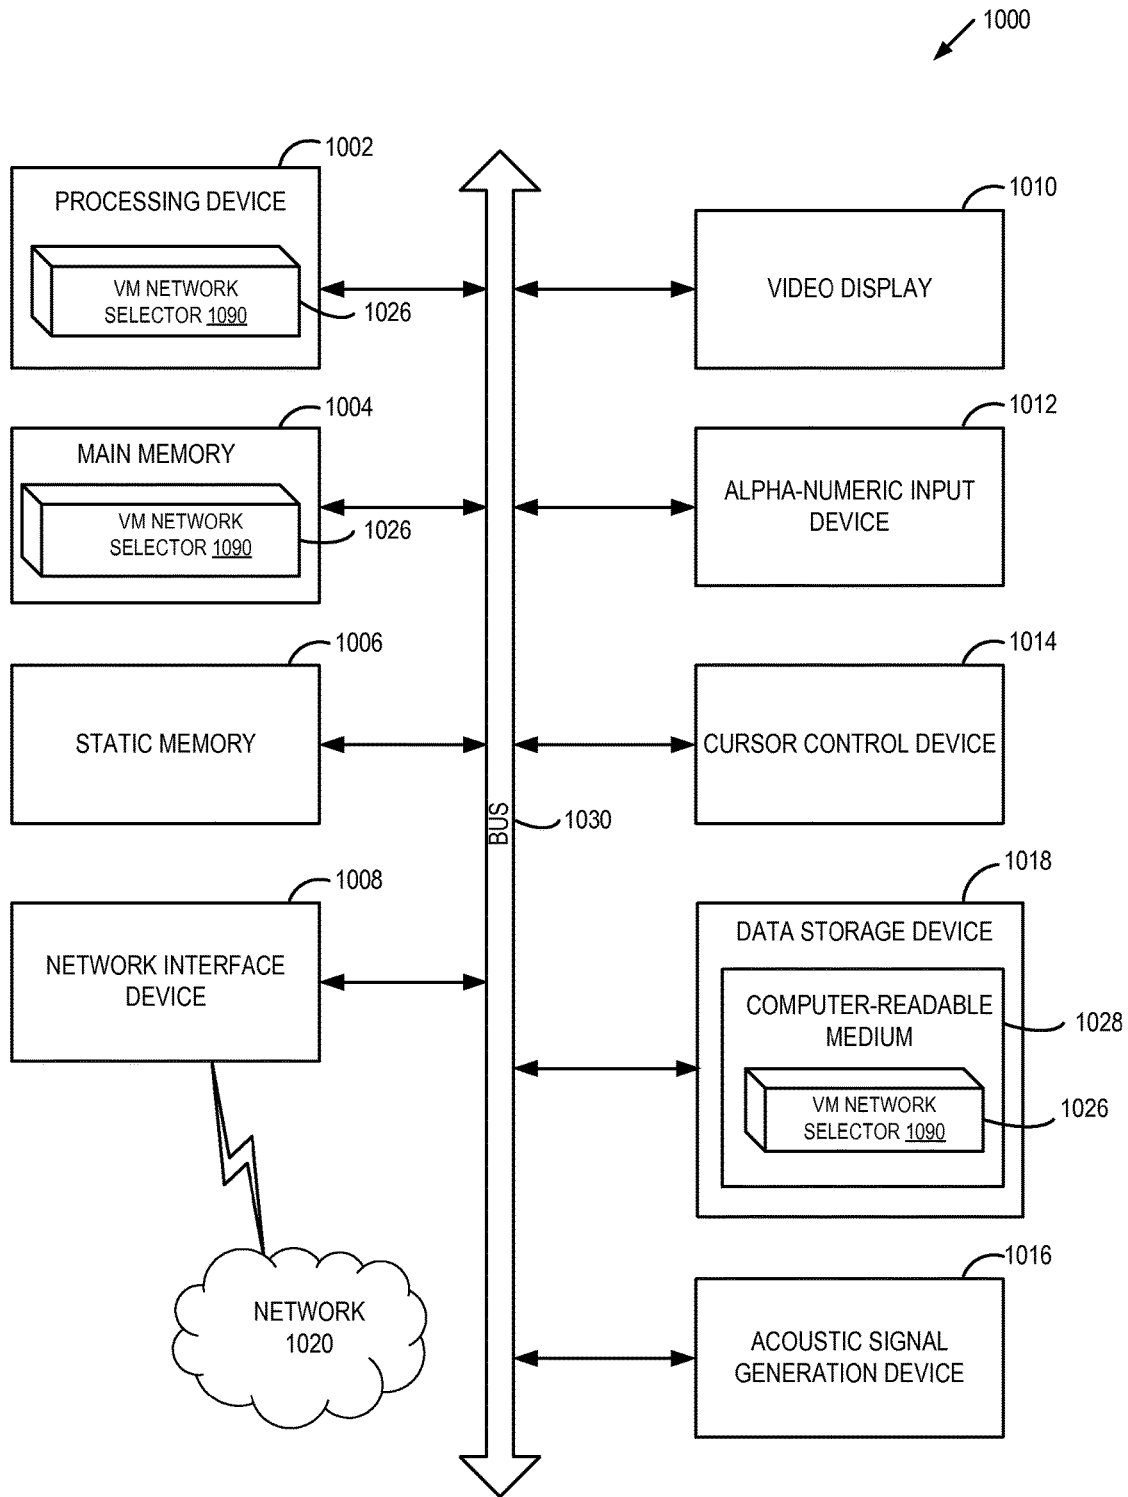 1000
1002
PROCESSING DEVICE
VM NETWORK
SELECTOR 1090
1026
1004
MAIN MEMORY
VM NETWORK
SELECTOR 1090
1026
1006
STATIC MEMORY
1008
NETWORK INTERFACE
DEVICE
NETWORK
1020
BUS
1030
1010
VIDEO DISPLAY
1012
ALPHA-NUMERIC INPUT
DEVICE
1014
CURSOR CONTROL DEVICE
1018
DATA STORAGE DEVICE
COMPUTER-READABLE
MEDIUM
1028
VM NETWORK
SELECTOR 1090
1026
1016
ACOUSTIC SIGNAL
GENERATION DEVICE